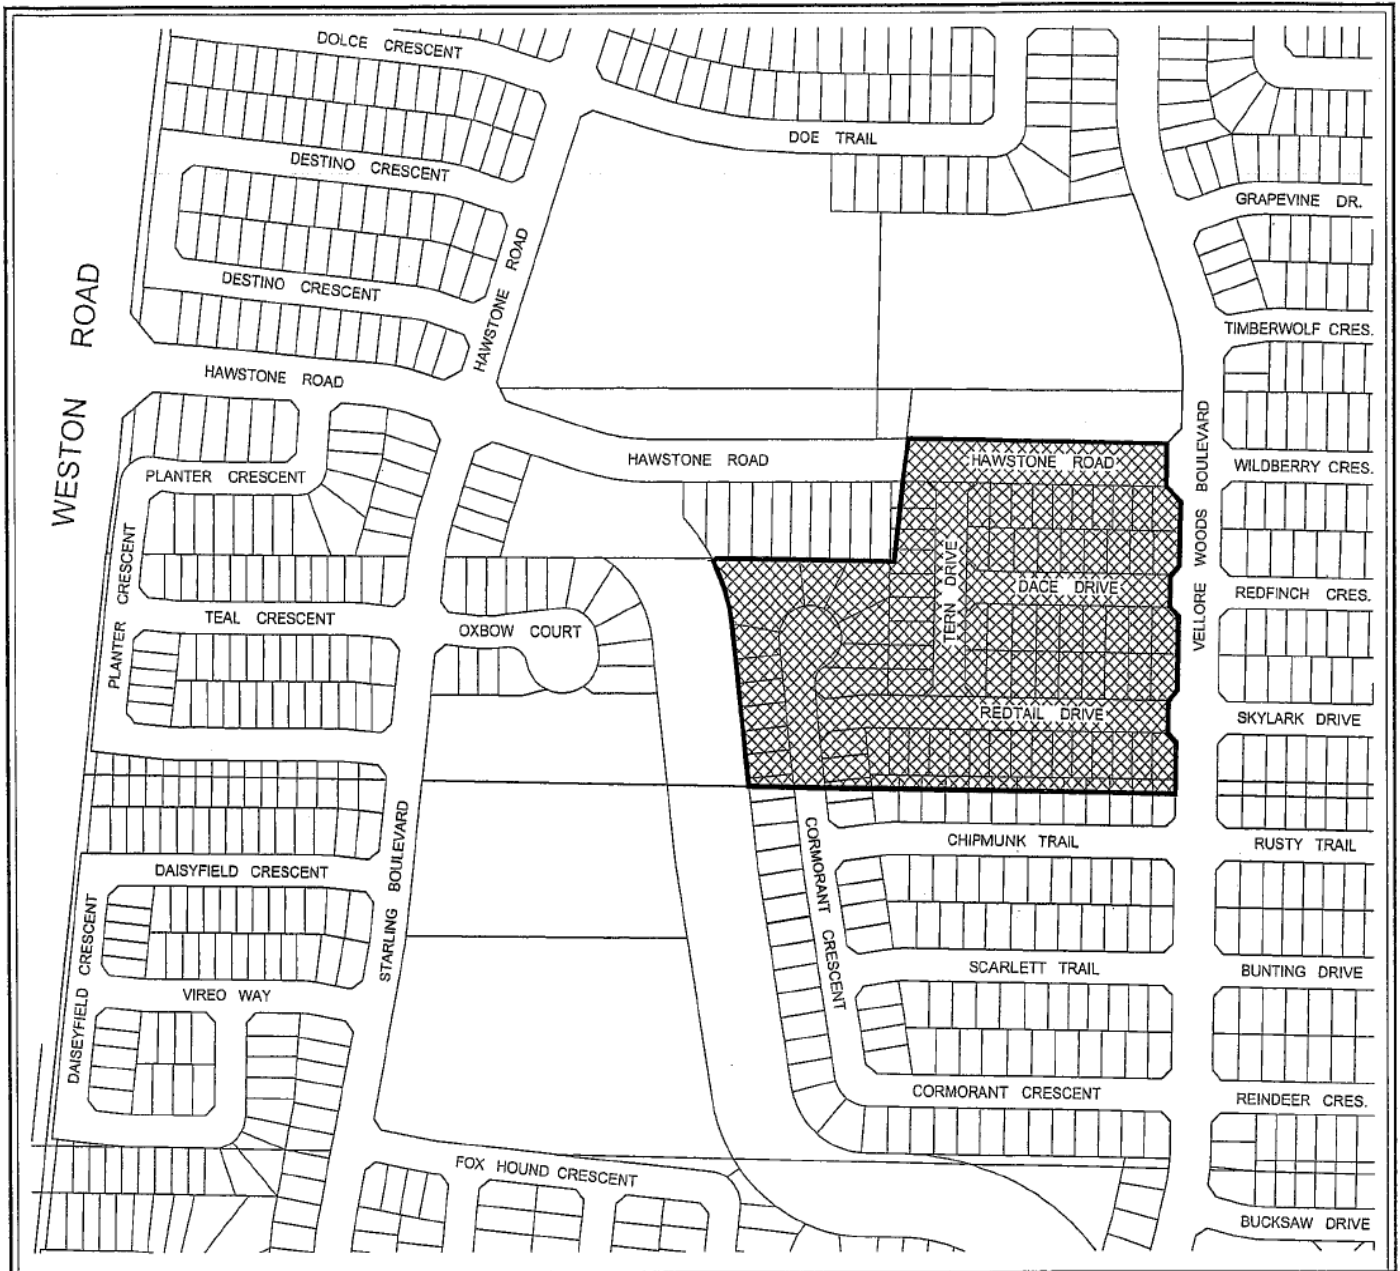 DOLCE CRESCENT
DOE TRAIL
DESTINO CRESCENT
GRAPEVINE DR.
HAWSTONE ROAD
DESTINO CRESCENT
WESTON ROAD
TIMBERWOLF CRES.
HAWSTONE ROAD
VELLORE WOODS BOULEVARD
HAWSTONE ROAD
HAWSTONE ROAD
WILDBERRY CRES.
PLANTER CRESCENT
PLANTER CRESCENT
TERN DRIVE
DACE DRIVE
REDFINCH CRES.
TEAL CRESCENT
OXBOW COURT
REDTAIL DRIVE
SKYLARK DRIVE
STARLING BOULEVARD
CORMORANT CRESCENT
CHIPMUNK TRAIL
RUSTY TRAIL
DAISYFIELD CRESCENT
DAISEYFIELD CRESCENT
SCARLETT TRAIL
BUNTING DRIVE
VIREO WAY
CORMORANT CRESCENT
REINDEER CRES.
FOX HOUND CRESCENT
BUCKSAW DRIVE